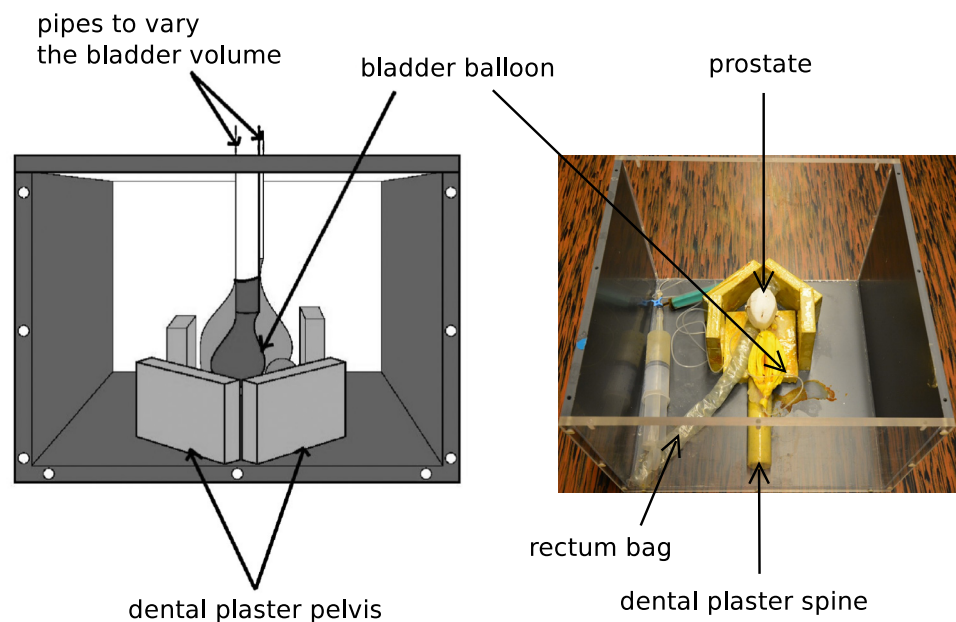 pipes to vary
the bladder volume
bladder balloon
prostate
rectum bag
dental plaster pelvis
dental plaster spine